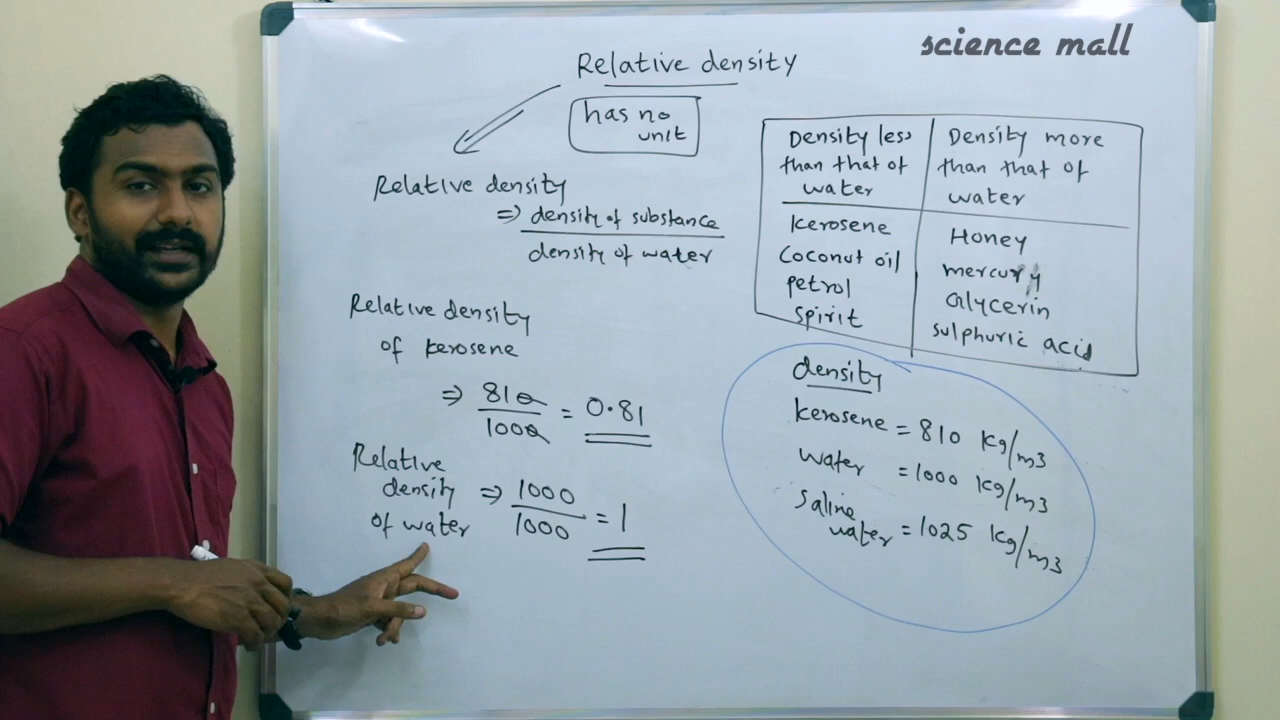 science mall
Relative density
has no
unit
Relative density
=> density of substance
density of water
Relative density
of kerosene
=> 810
1000
= 0.81
Relative
density
of water
=> 1000
1000
= 1
Density less
than that of
water
Density more
than that of
water
Kerosene
Coconut oil
Petrol
Spirit
Honey
mercury
Glycerin
Sulphuric acid
density
Kerosene = 810 kg/m3
water = 1000 kg/m3
Saline
water = 1025 kg/m3